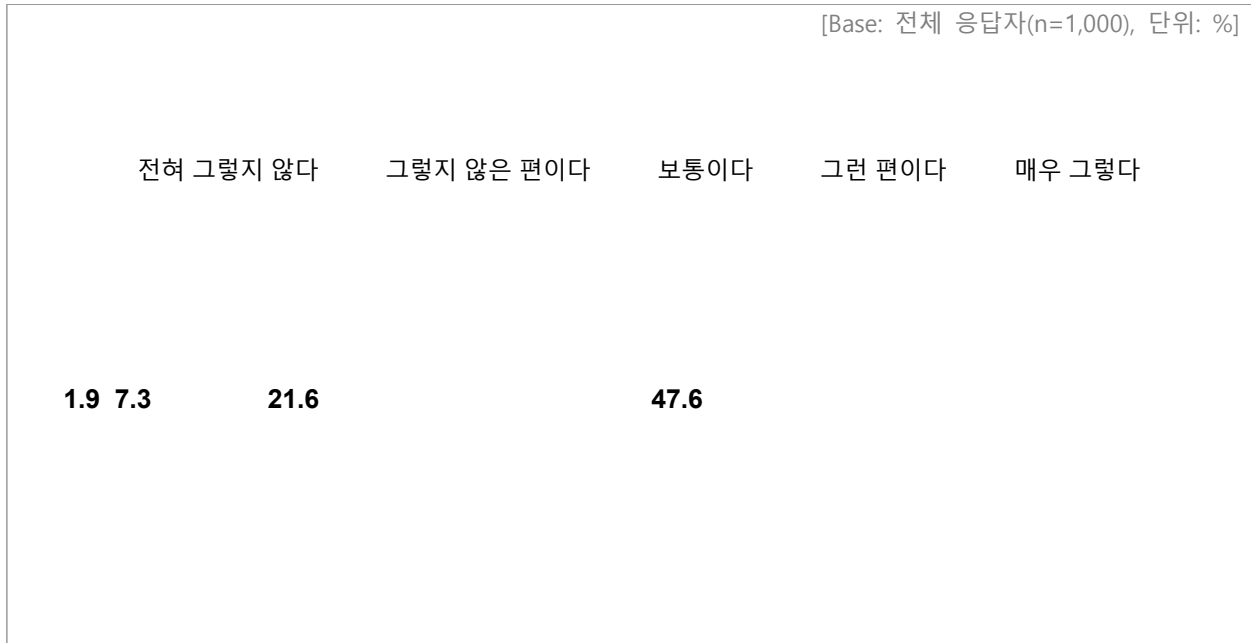 [Base: 전체 응답자(n=1,000), 단위: %]
전혀 그렇지 않다 그렇지 않은 편이다 보통이다 그런 편이다 매우 그렇다
1.9 7.3 21.6 47.6